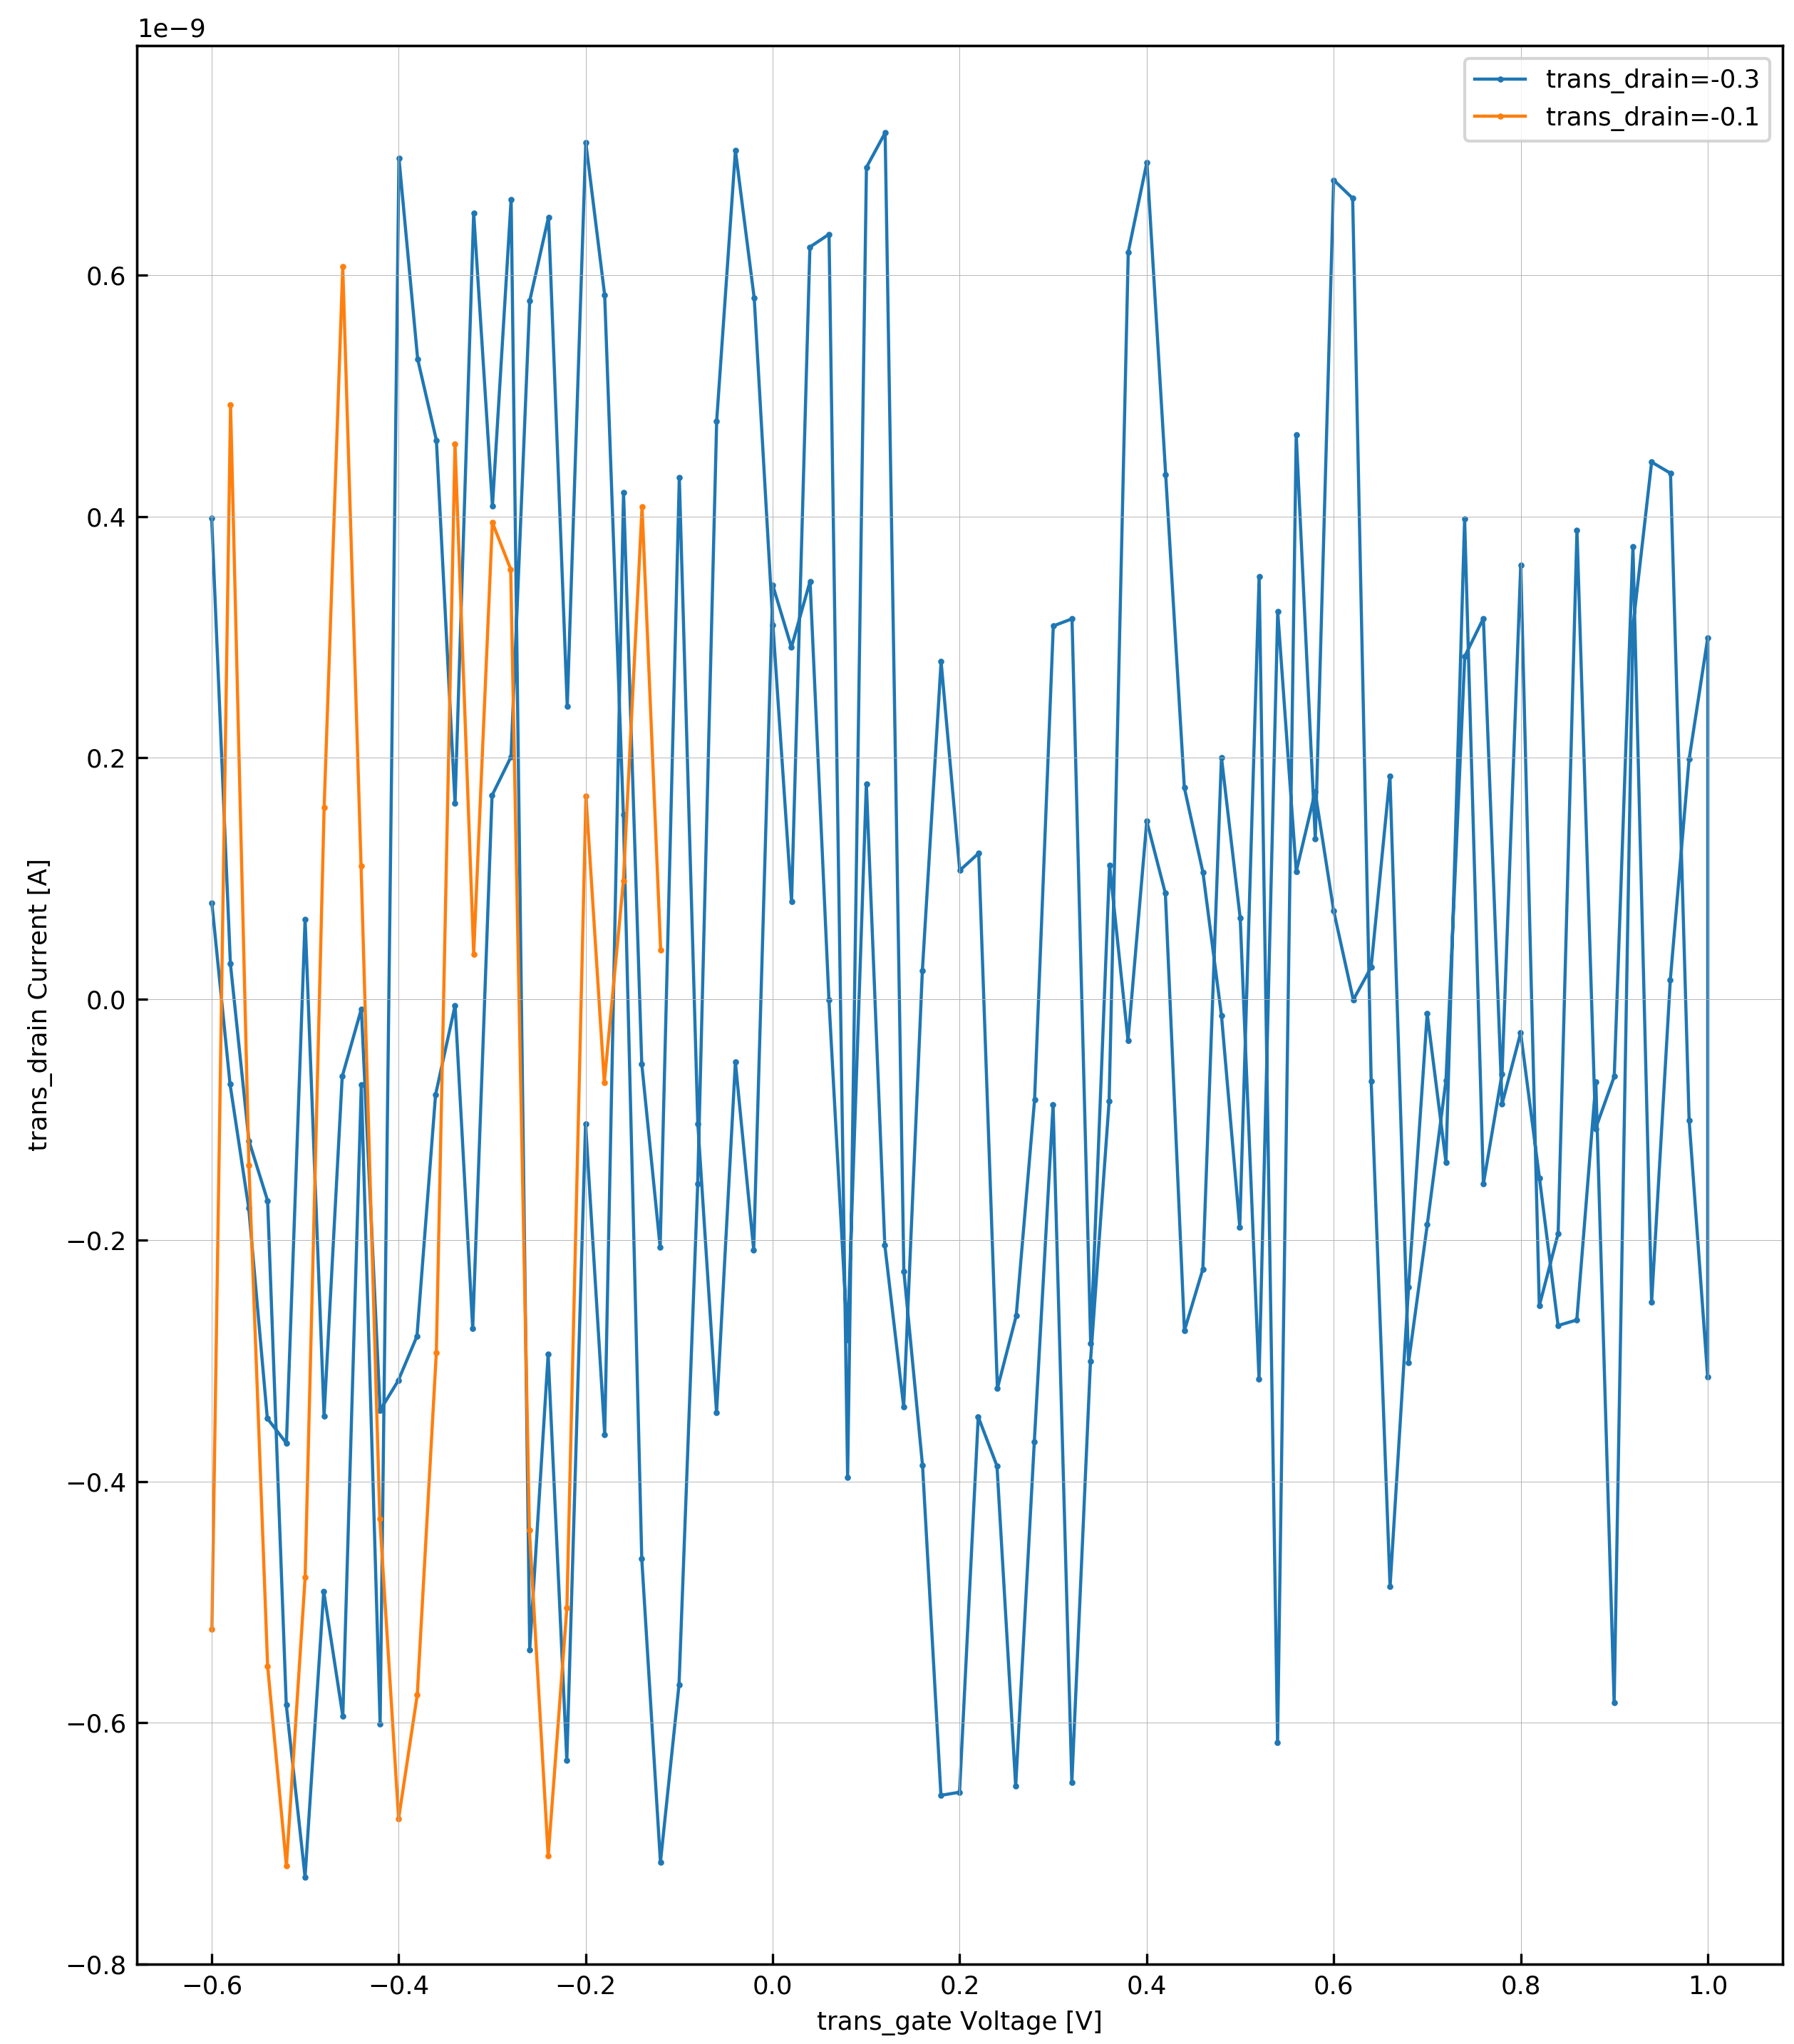 1e−9
trans_drain=-0.3
trans_drain=-0.1
0.6
0.4
0.2
0.0
−0.2
−0.4
−0.6
−0.8
trans_drain Current [A]
−0.6 −0.4 −0.2 0.0 0.2 0.4 0.6 0.8 1.0
trans_gate Voltage [V]